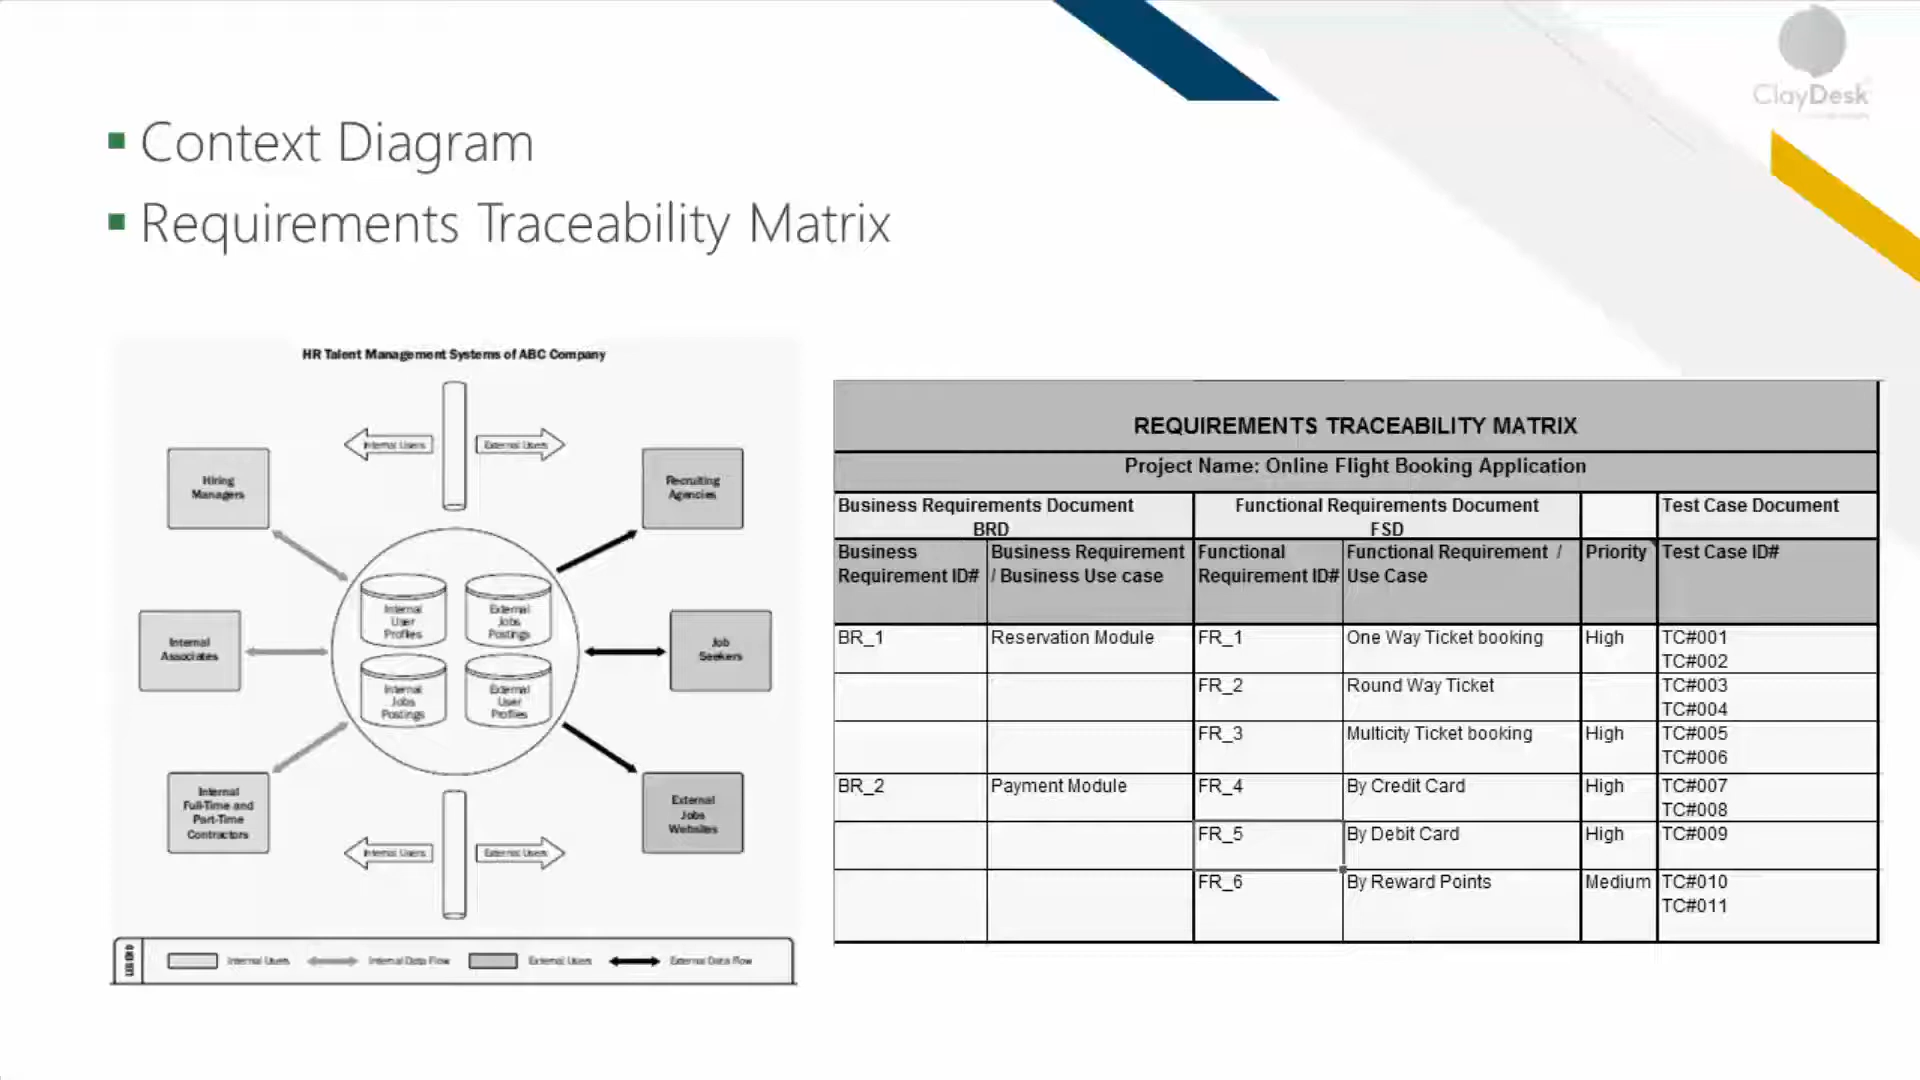 ClayDesk
Context Diagram
Requirements Traceability Matrix
HR Talent Management Systems of ABC Company
Internal Users
External Users
Hiring
Managers
Recruiting
Agencies
Internal
User
Profiles
External
Jobs
Postings
Internal
Associates
Job
Seekers
Internal
Jobs
Postings
External
User
Profiles
Internal
Full-Time and
Part-Time
Contractors
External
Jobs
Websites
Internal Users
External Users
LEGEND
Internal Users
Internal Data Flow
External Users
External Data Flow
REQUIREMENTS TRACEABILITY MATRIX
Project Name: Online Flight Booking Application
Business Requirements Document
BRD
Functional Requirements Document
FSD
Test Case Document
Business
Requirement ID#
Business Requirement
/ Business Use case
Functional
Requirement ID#
Functional Requirement /
Use Case
Priority
Test Case ID#
BR_1
Reservation Module
FR_1
One Way Ticket booking
High
TC#001
TC#002
FR_2
Round Way Ticket
TC#003
TC#004
FR_3
Multicity Ticket booking
High
TC#005
TC#006
BR_2
Payment Module
FR_4
By Credit Card
High
TC#007
TC#008
FR_5
By Debit Card
High
TC#009
FR_6
By Reward Points
Medium
TC#010
TC#011